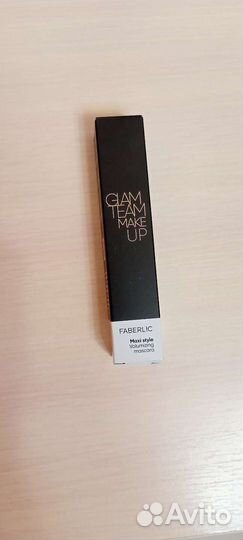 GLAM
TEAM
MAKE
UP
FABERLIC
Maxi style
Volumizing
mascara
Avito